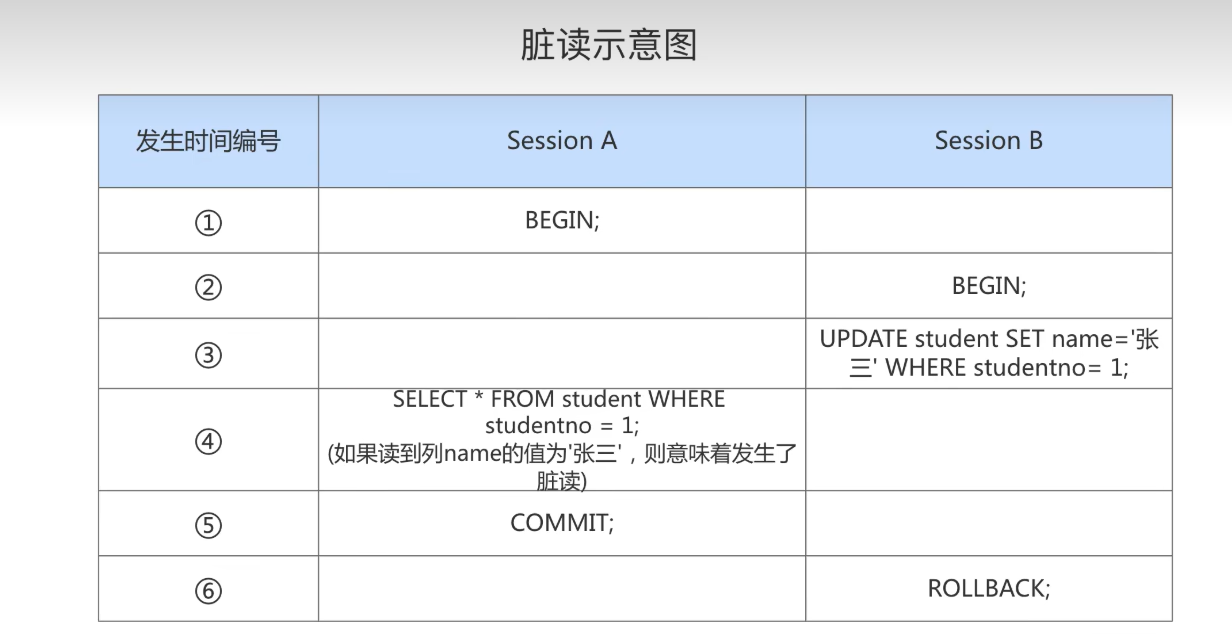 脏读示意图
发生时间编号 Session A Session B
① BEGIN;
② BEGIN;
③ UPDATE student SET name='张
三' WHERE studentno= 1;
④ SELECT * FROM student WHERE
studentno = 1;
(如果读到列name的值为'张三'，则意味着发生了
脏读)
⑤ COMMIT;
⑥ ROLLBACK;